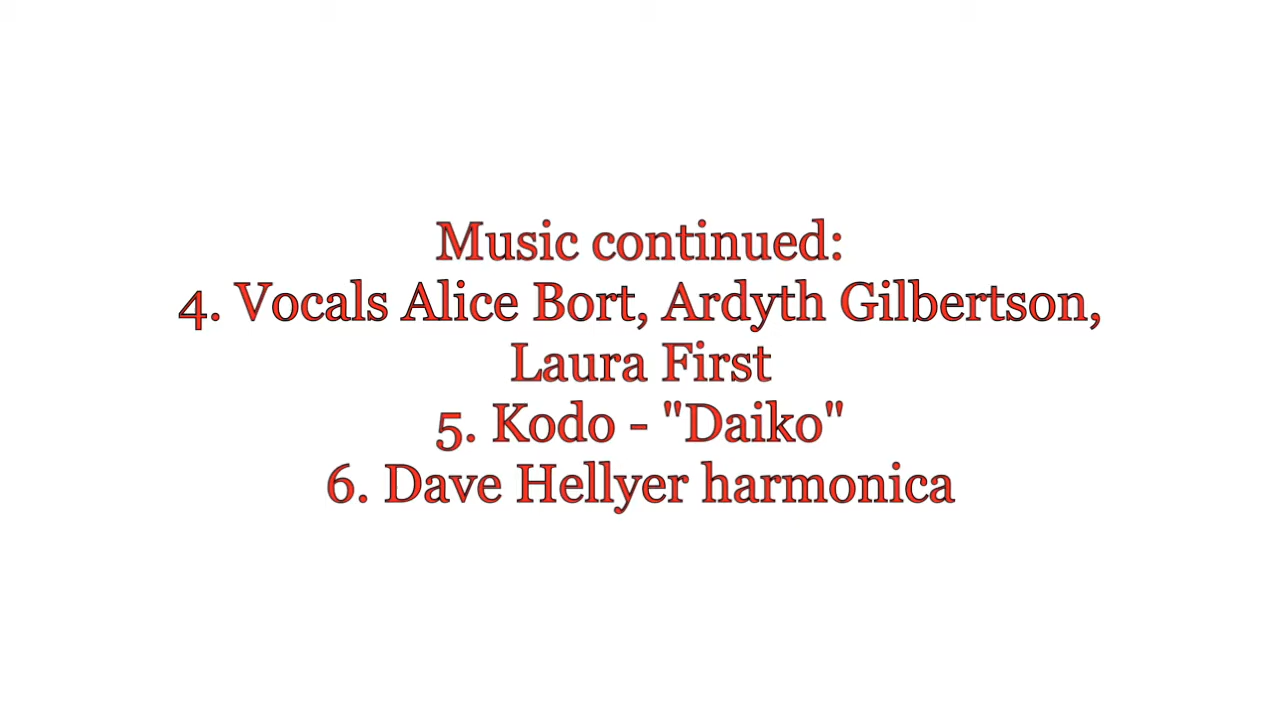 Music continued:
4. Vocals Alice Bort, Ardyth Gilbertson,
Laura First
5. Kodo - "Daiko"
6. Dave Hellyer harmonica